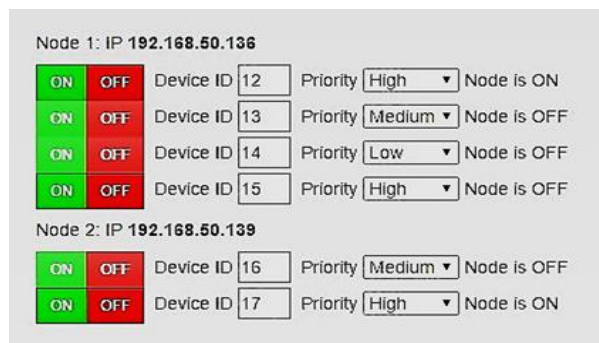 Node 1: IP 192.168.50.136
ON OFF Device ID 12 Priority High Node is ON
ON OFF Device ID 13 Priority Medium Node is OFF
ON OFF Device ID 14 Priority Low Node is OFF
ON OFF Device ID 15 Priority High Node is OFF
Node 2: IP 192.168.50.139
ON OFF Device ID 16 Priority Medium Node is OFF
ON OFF Device ID 17 Priority High Node is ON